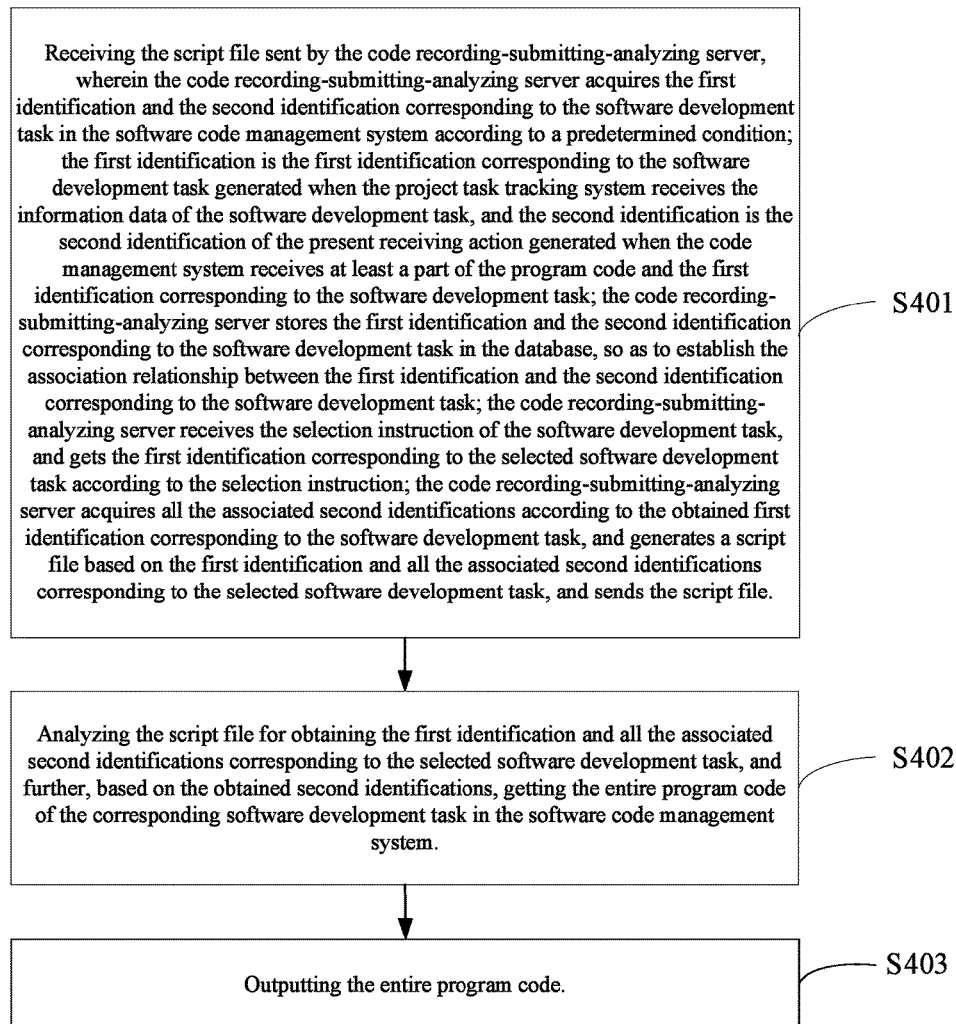 Receiving the script file sent by the code recording-submitting-analyzing server,
wherein the code recording-submitting-analyzing server acquires the first
identification and the second identification corresponding to the software development
task in the software code management system according to a predetermined condition;
the first identification is the first identification corresponding to the software
development task generated when the project task tracking system receives the
information data of the software development task, and the second identification is the
second identification of the present receiving action generated when the code
management system receives at least a part of the program code and the first
identification corresponding to the software development task; the code recording-
submitting-analyzing server stores the first identification and the second identification
corresponding to the software development task in the database, so as to establish the
association relationship between the first identification and the second identification
corresponding to the software development task; the code recording-submitting-
analyzing server receives the selection instruction of the software development task,
and gets the first identification corresponding to the selected software development
task according to the selection instruction; the code recording-submitting-analyzing
server acquires all the associated second identifications according to the obtained first
identification corresponding to the software development task, and generates a script
file based on the first identification and all the associated second identifications
corresponding to the selected software development task, and sends the script file.
S401
Analyzing the script file for obtaining the first identification and all the associated
second identifications corresponding to the selected software development task, and
further, based on the obtained second identifications, getting the entire program code
of the corresponding software development task in the software code management
system.
S402
Outputting the entire program code.
S403